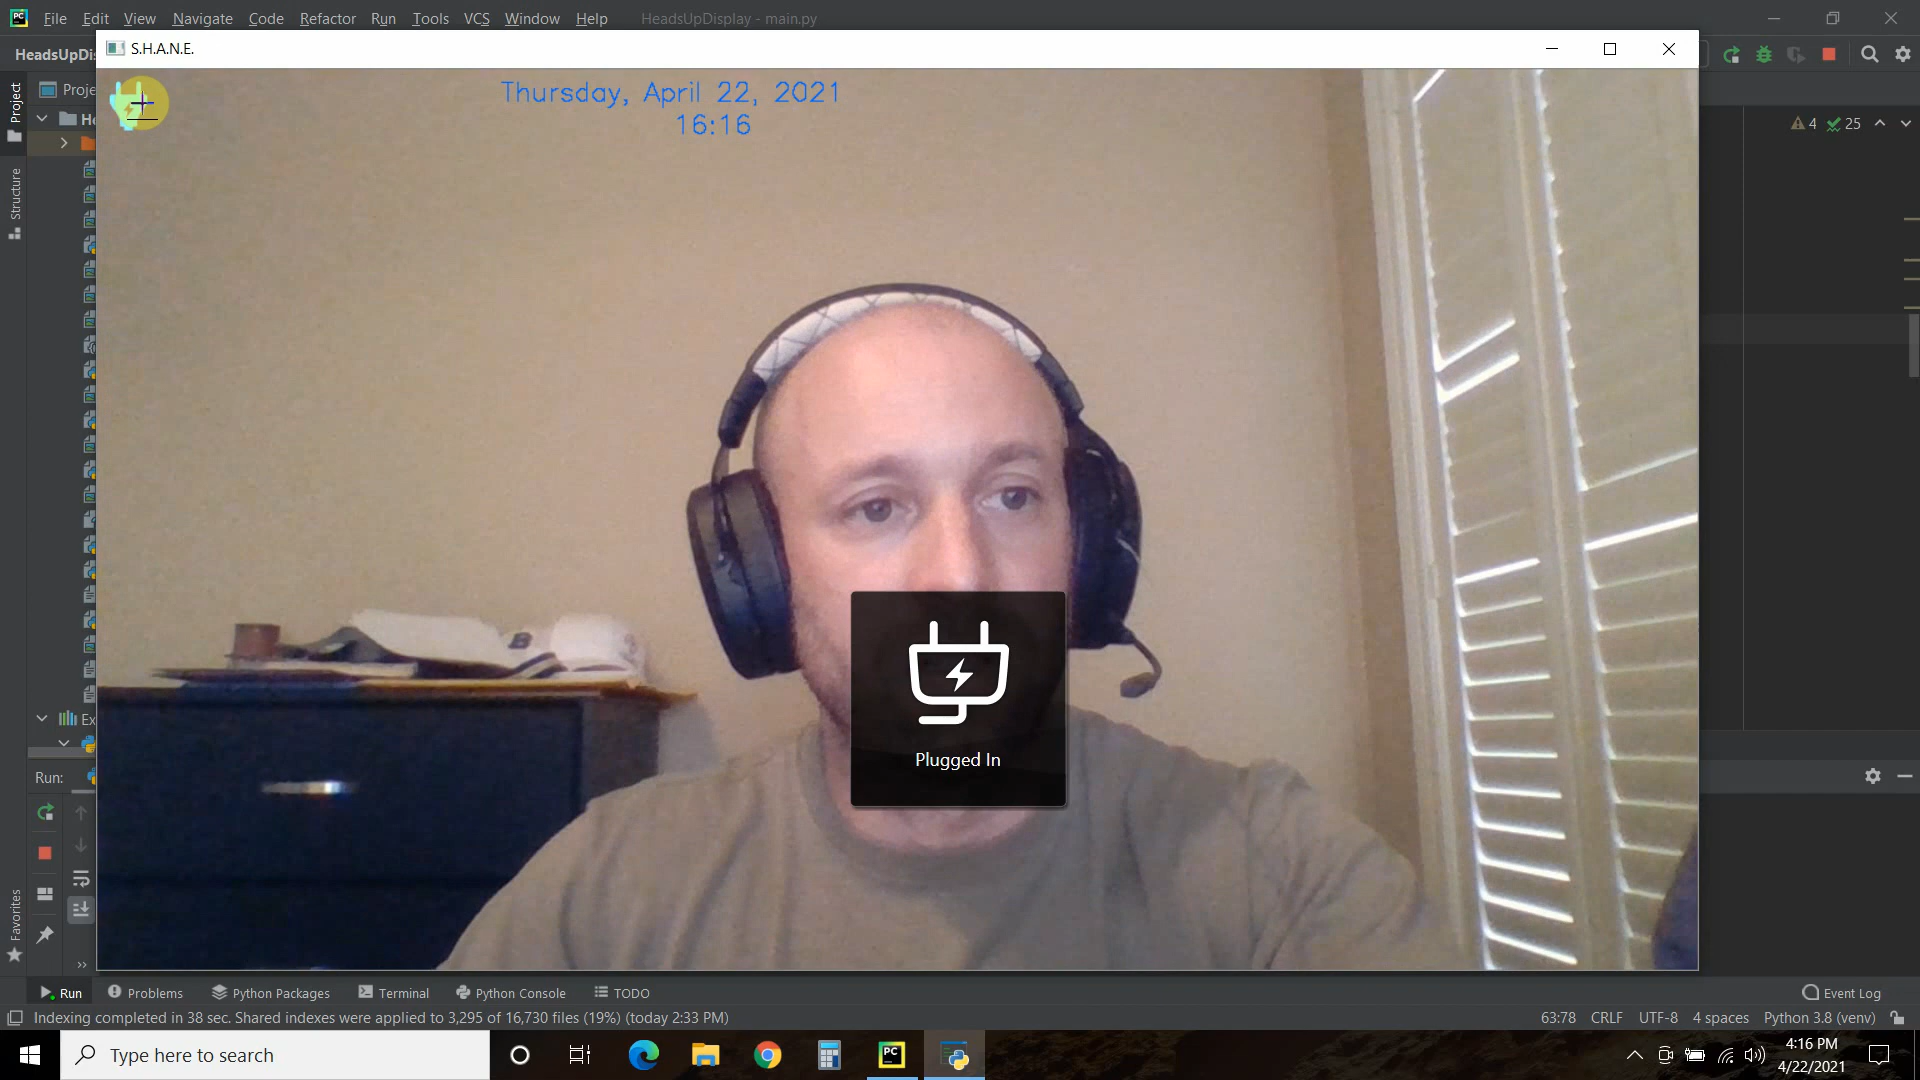 File Edit View Navigate Code Refactor Run Tools VCS Window Help HeadsUpDisplay - main.py
HeadsUpDis
S.H.A.N.E.
Project
Proje
Thursday, April 22, 2021
16:16
He
4 25
Structure
Ex
Run:
Plugged In
Favorites
Run Problems Python Packages Terminal Python Console TODO Event Log
Indexing completed in 38 sec. Shared indexes were applied to 3,295 of 16,730 files (19%) (today 2:33 PM) 63:78 CRLF UTF-8 4 spaces Python 3.8 (venv)
Type here to search
4:16 PM
4/22/2021